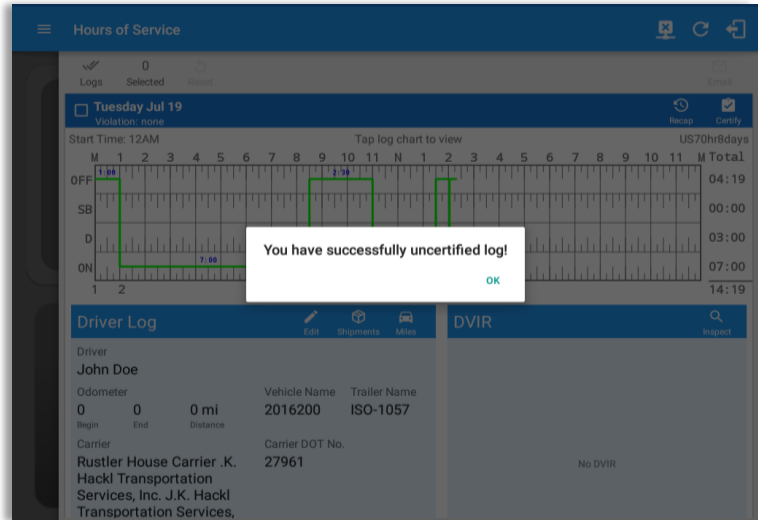 Hours of Service
Logs
0
Selected
Reset
Email
Tuesday Jul 19
Violation: none
Recap
Certify
Start Time: 12AM
Tap log chart to view
US70hr8days
M 1 2 3 4 5 6 7 8 9 10 11 N 1 2 3 4 5 6 7 8 9 10 11 M Total
OFF 1:00 2:30 04:19
SB 00:00
D 03:00
ON 7:00 07:00
1 2 14:19
You have successfully uncertified log!
OK
Driver Log
Edit
Shipments
Miles
Driver
John Doe
Odometer
Vehicle Name
Trailer Name
0 0 0 mi
2016200
ISO-1057
Begin End Distance
Carrier
Carrier DOT No.
Rustler House Carrier .K.
27961
Hackl Transportation
Services, Inc. J.K. Hackl
Transportation Services,
DVIR
Inspect
No DVIR